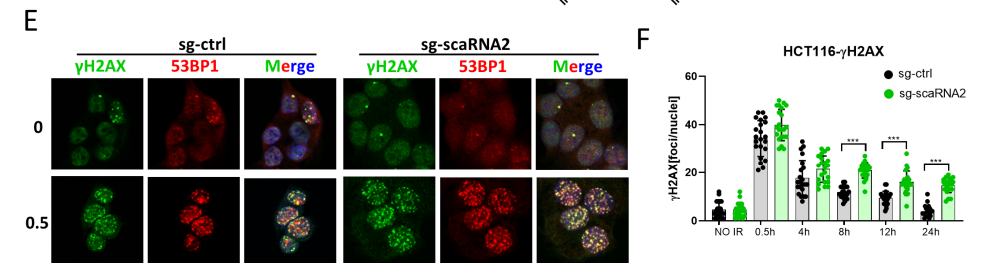 E
sg-ctrl
sg-scaRNA2
γH2AX 53BP1 Merge γH2AX 53BP1 Merge
0
0.5
F
HCT116-γH2AX
sg-ctrl
sg-scaRNA2
γH2AX[foci/nuclei]
60
40
20
0
*** *** ***
NO IR 0.5h 4h 8h 12h 24h